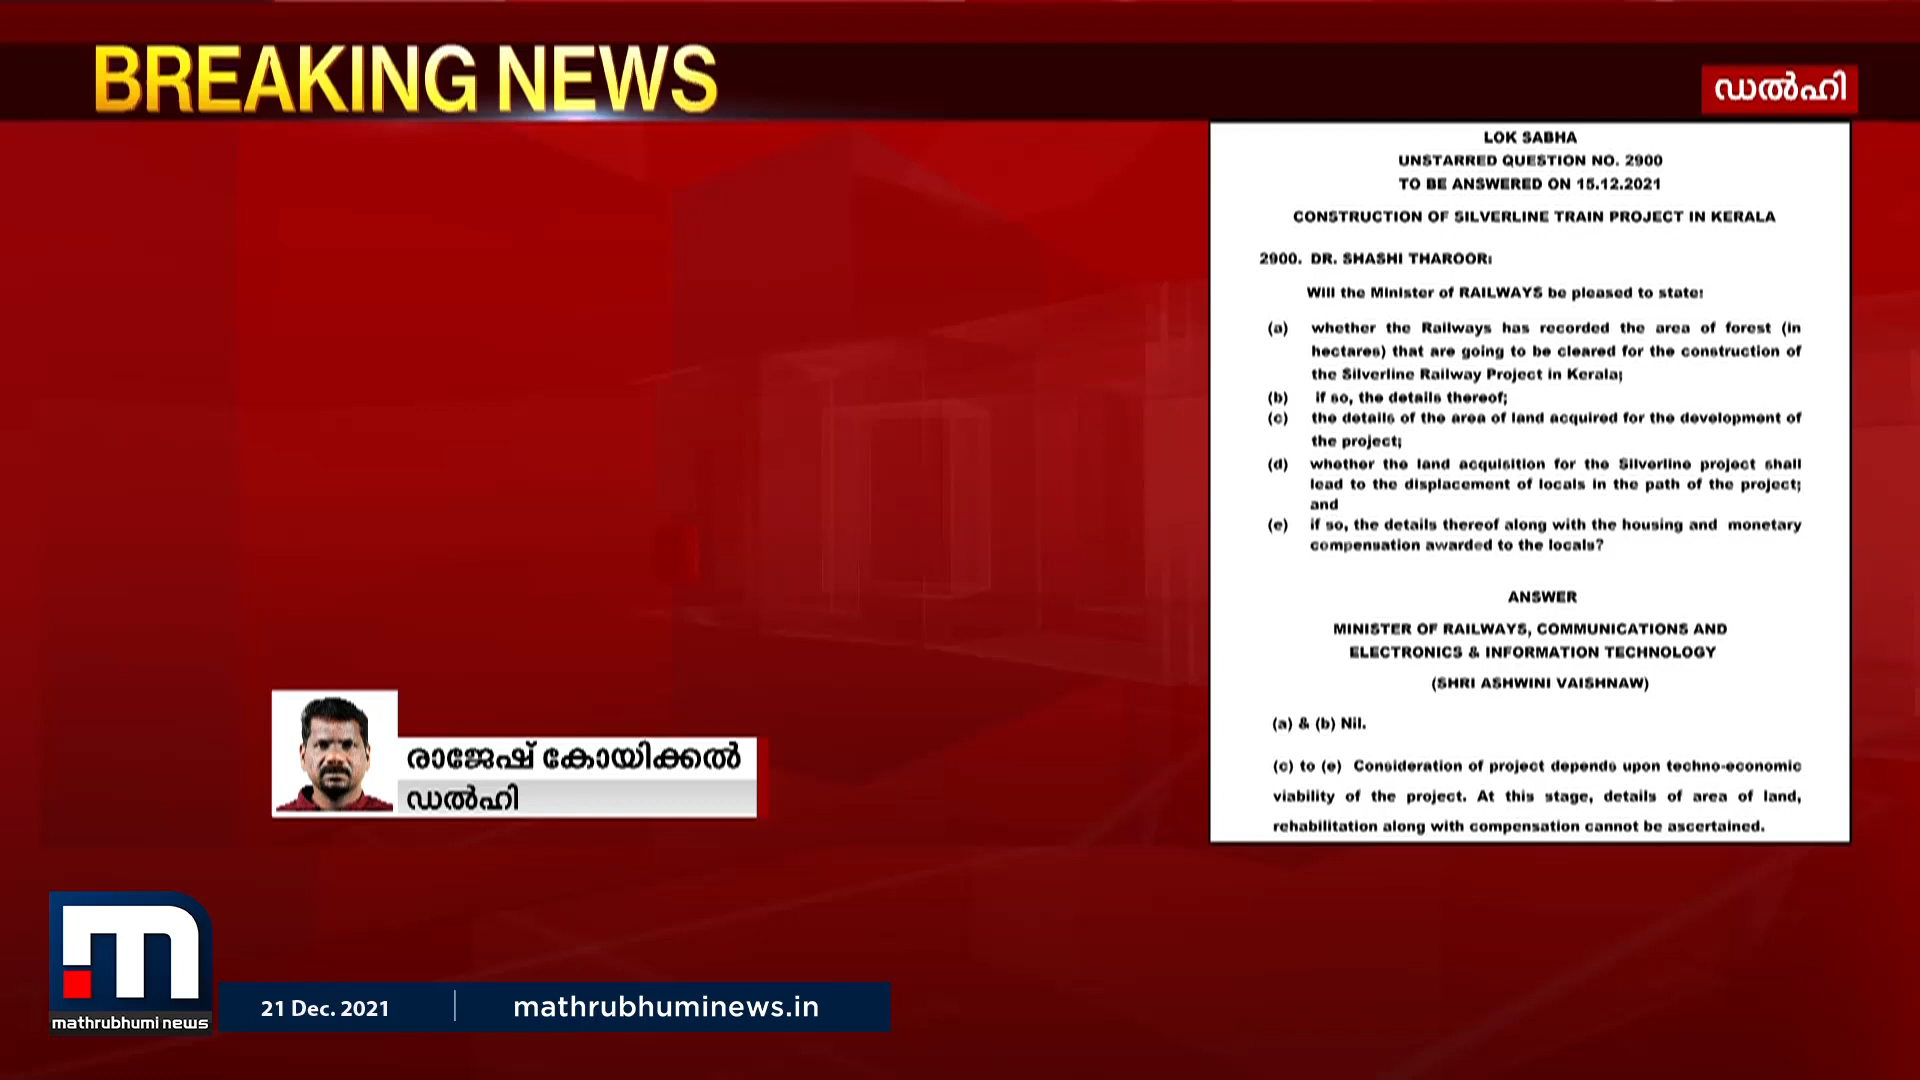 BREAKING NEWS
ഡൽഹി
LOK SABHA
UNSTARRED QUESTION NO. 2900
TO BE ANSWERED ON 15.12.2021
CONSTRUCTION OF SILVERLINE TRAIN PROJECT IN KERALA
2900. DR. SHASHI THAROOR:
Will the Minister of RAILWAYS be pleased to state:
(a) whether the Railways has recorded the area of forest (in
hectares) that are going to be cleared for the construction of
the Silverline Railway Project in Kerala;
(b) if so, the details thereof;
(c) the details of the area of land acquired for the development of
the project;
(d) whether the land acquisition for the Silverline project shall
lead to the displacement of locals in the path of the project;
and
(e) if so, the details thereof along with the housing and monetary
compensation awarded to the locals?
ANSWER
MINISTER OF RAILWAYS, COMMUNICATIONS AND
ELECTRONICS & INFORMATION TECHNOLOGY
(SHRI ASHWINI VAISHNAW)
(a) & (b) Nil.
(c) to (e) Consideration of project depends upon techno-economic
viability of the project. At this stage, details of area of land,
rehabilitation along with compensation cannot be ascertained.
രാജേഷ് കോയിക്കൽ
ഡൽഹി
mathrubhumi news
21 Dec. 2021
mathrubhuminews.in